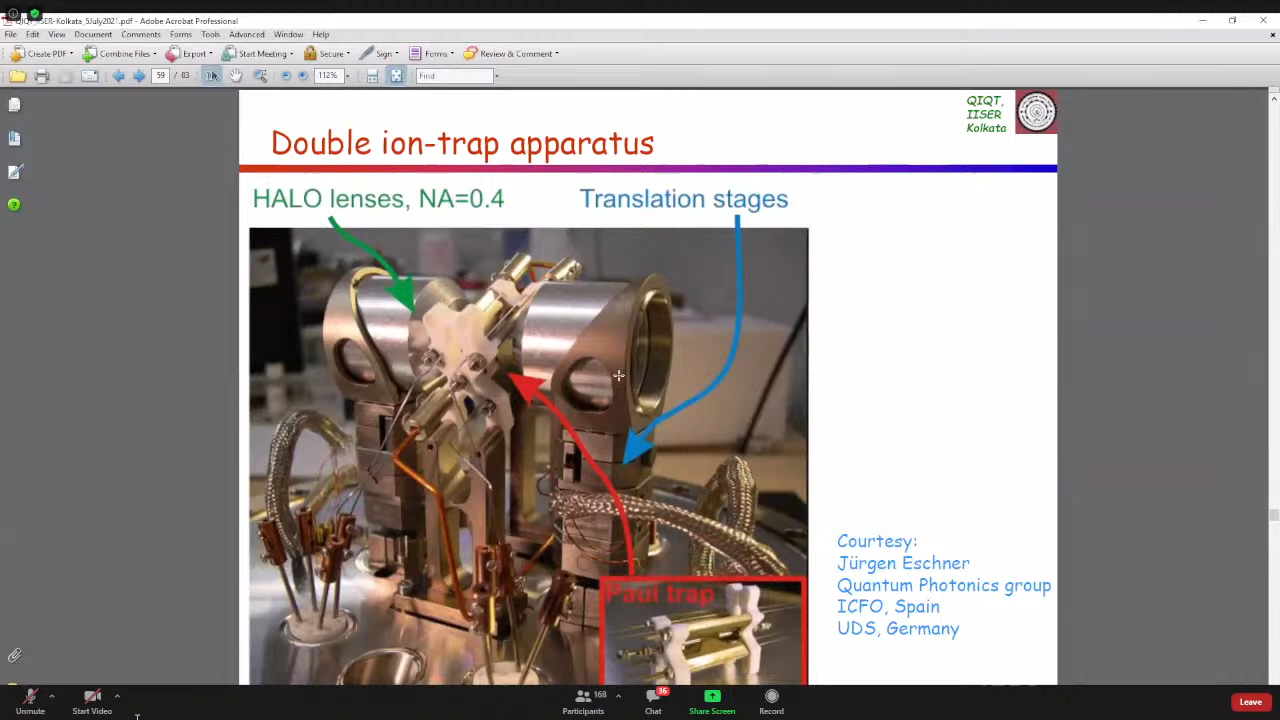 QIQT_IISER-Kolkata_5July2021.pdf - Adobe Acrobat Professional
File Edit View Document Comments Forms Tools Advanced Window Help
Create PDF Combine Files Export Start Meeting Secure Sign Forms Review & Comment
59 / 83 112% Find
QIQT,
IISER
Kolkata
Double ion-trap apparatus
HALO lenses, NA=0.4 Translation stages
Paul trap
Courtesy:
Jürgen Eschner
Quantum Photonics group
ICFO, Spain
UDS, Germany
168 36
Unmute Start Video Participants Chat Share Screen Record Leave